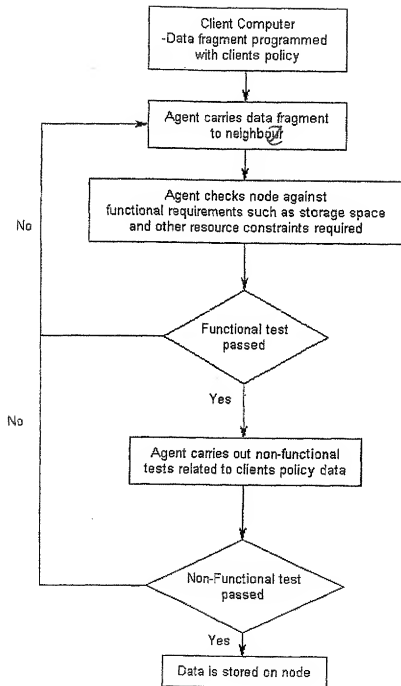 Client Computer
-Data fragment programmed
with clients policy
Agent carries data fragment
to neighbour
Agent checks node against
functional requirements such as storage space
and other resource constraints required
No
Functional test
passed
Yes
No
Agent carries out non-functional
tests related to clients policy data
Non-Functional test
passed
Yes
Data is stored on node